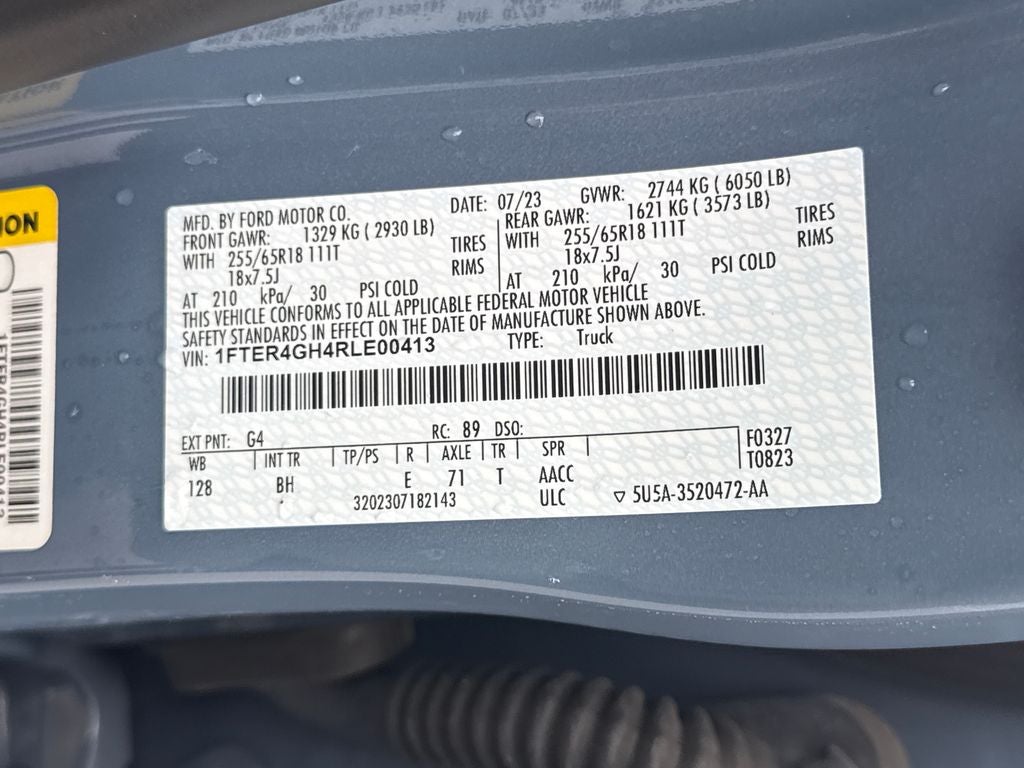 ION
MFD. BY FORD MOTOR CO. DATE: 07/23 GVWR: 2744 KG ( 6050 LB)
FRONT GAWR: 1329 KG ( 2930 LB) REAR GAWR: 1621 KG ( 3573 LB)
WITH 255/65R18 111T TIRES WITH 255/65R18 111T TIRES
18x7.5J RIMS 18x7.5J RIMS
AT 210 kPa/ 30 PSI COLD AT 210 kPa/ 30 PSI COLD
THIS VEHICLE CONFORMS TO ALL APPLICABLE FEDERAL MOTOR VEHICLE
SAFETY STANDARDS IN EFFECT ON THE DATE OF MANUFACTURE SHOWN ABOVE.
VIN: 1FTER4GH4RLE00413 TYPE: Truck
EXT PNT: G4 RC: 89 DSO: F0327
WB INT TR TP/PS R AXLE TR SPR T0823
128 BH E 71 T AACC
3202307182143 ULC ▽ 5U5A-3520472-AA
1FTER4GH4RLE00413